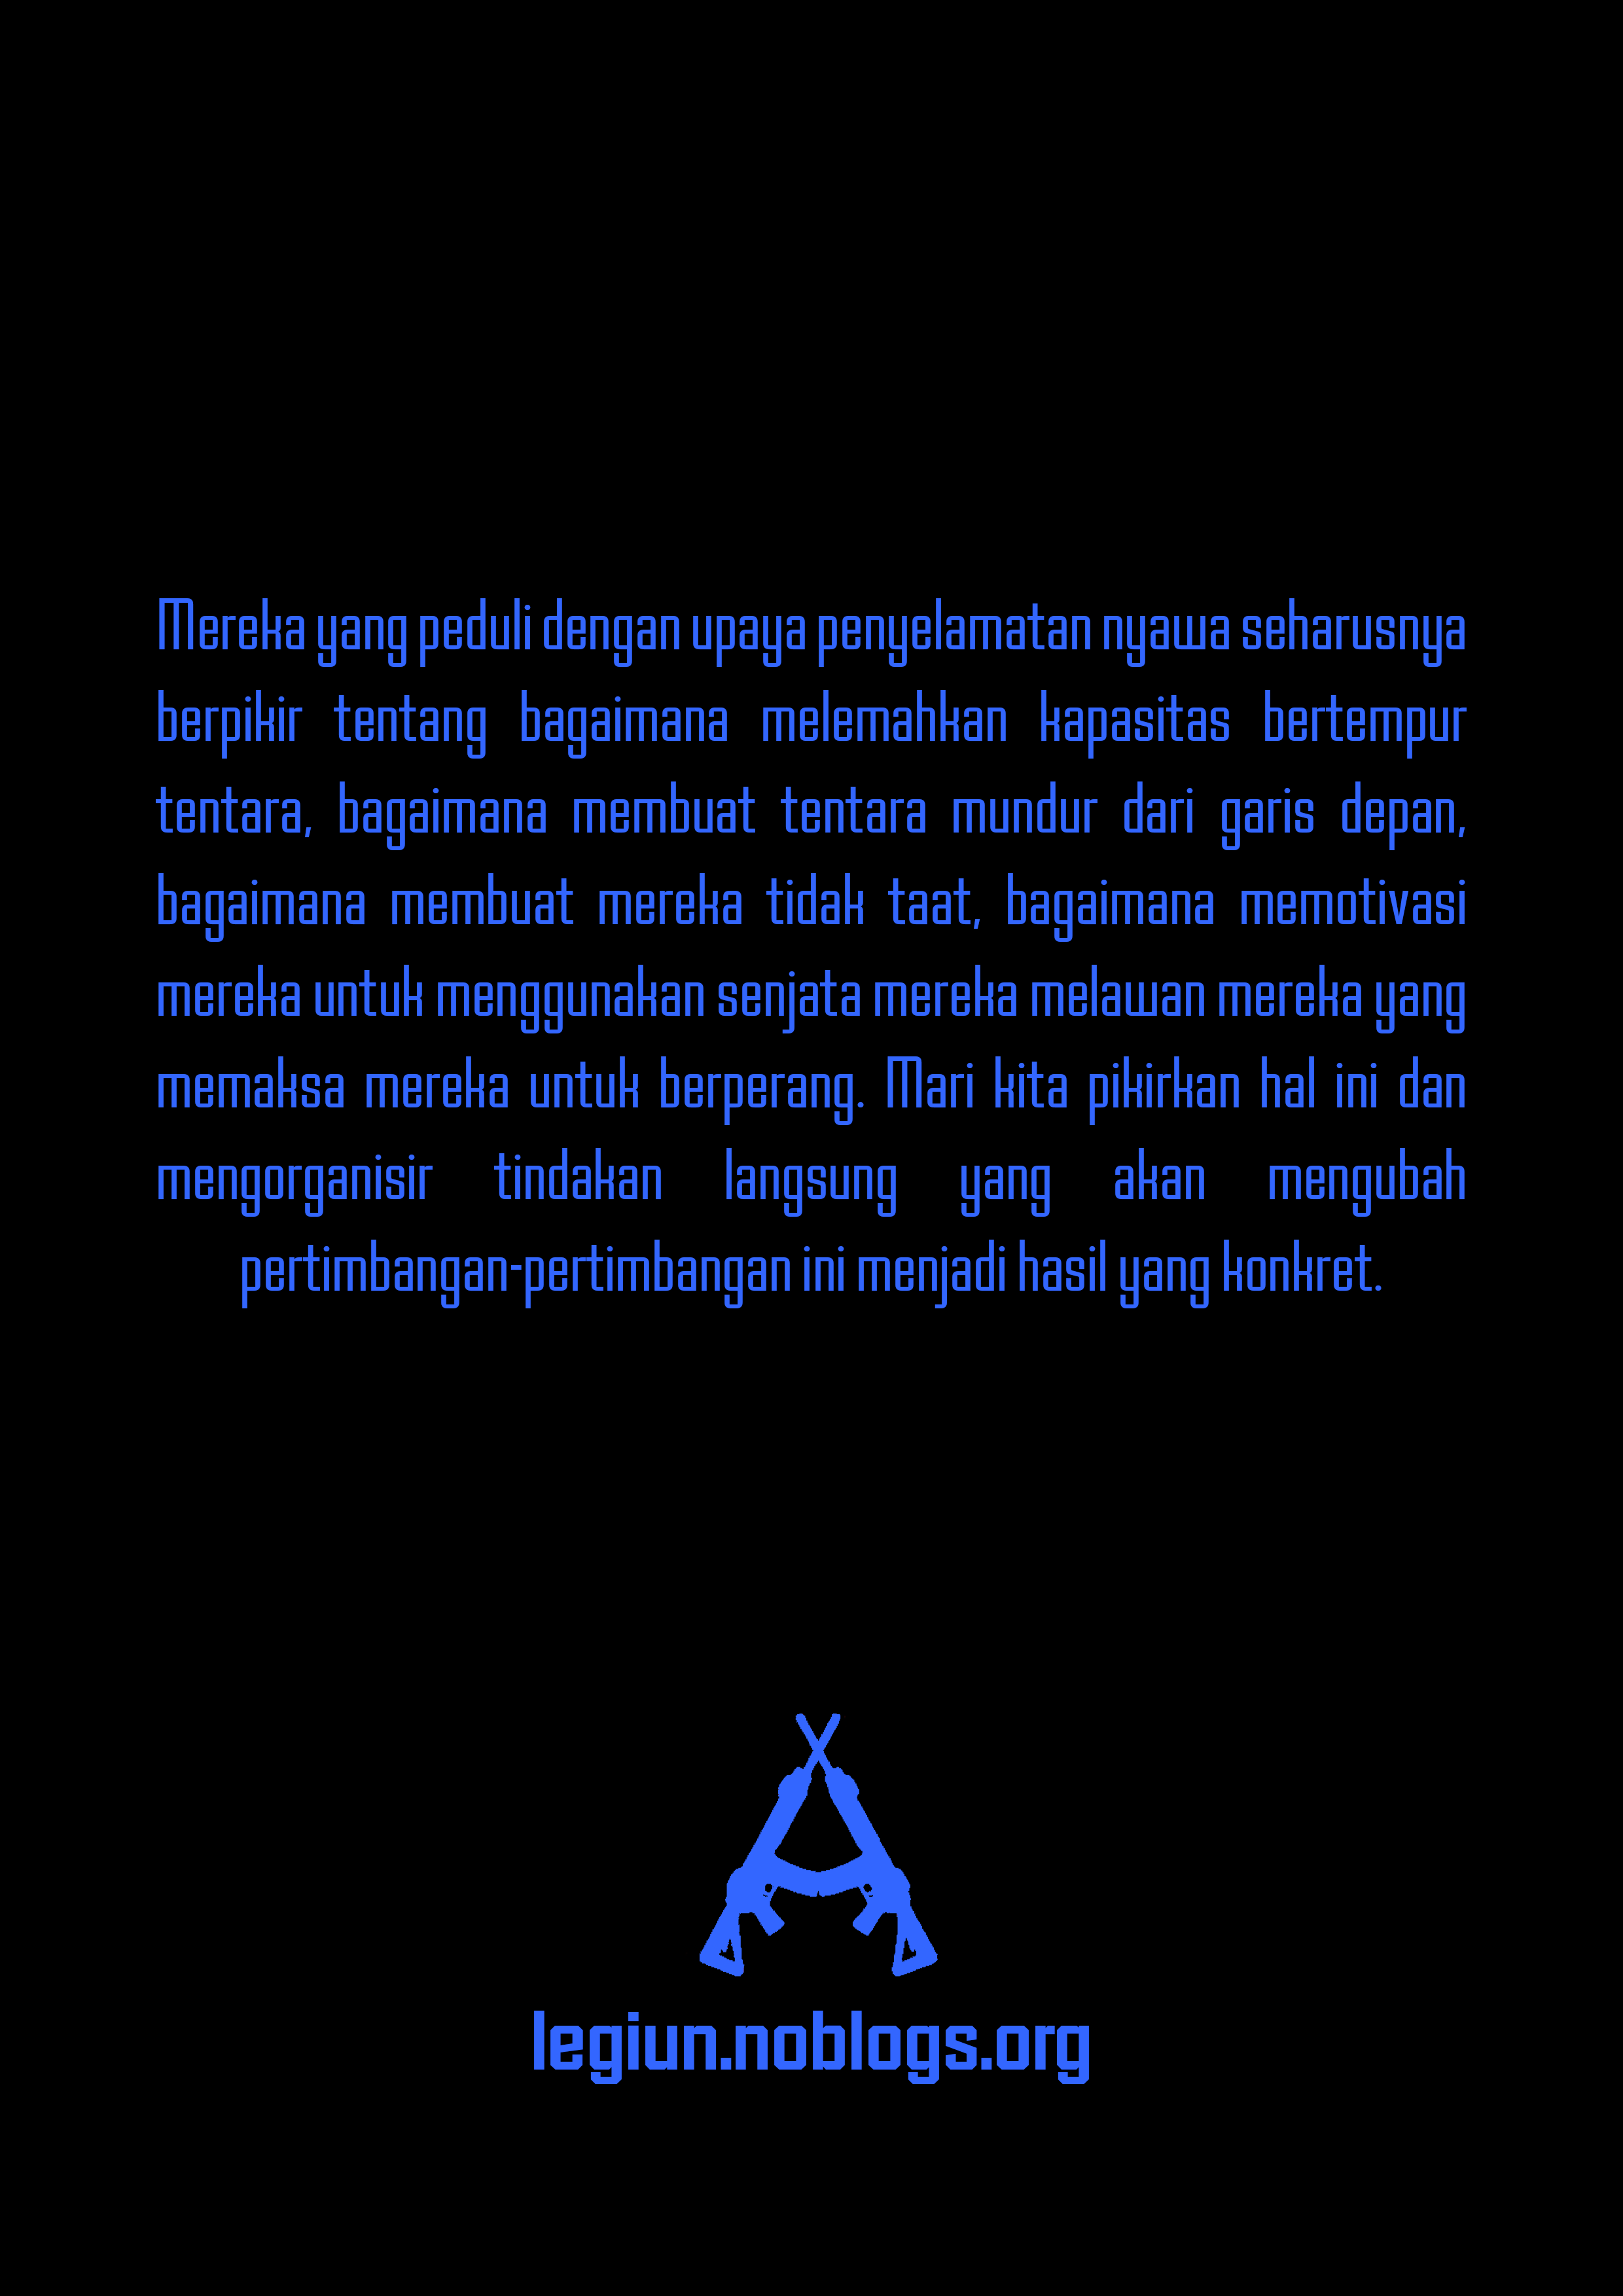 Mereka yang peduli dengan upaya penyelamatan nyawa seharusnya
berpikir tentang bagaimana melemahkan kapasitas bertempur
tentara, bagaimana membuat tentara mundur dari garis depan,
bagaimana membuat mereka tidak taat, bagaimana memotivasi
mereka untuk menggunakan senjata mereka melawan mereka yang
memaksa mereka untuk berperang. Mari kita pikirkan hal ini dan
mengorganisir tindakan langsung yang akan mengubah
pertimbangan-pertimbangan ini menjadi hasil yang konkret.
legiun.noblogs.org